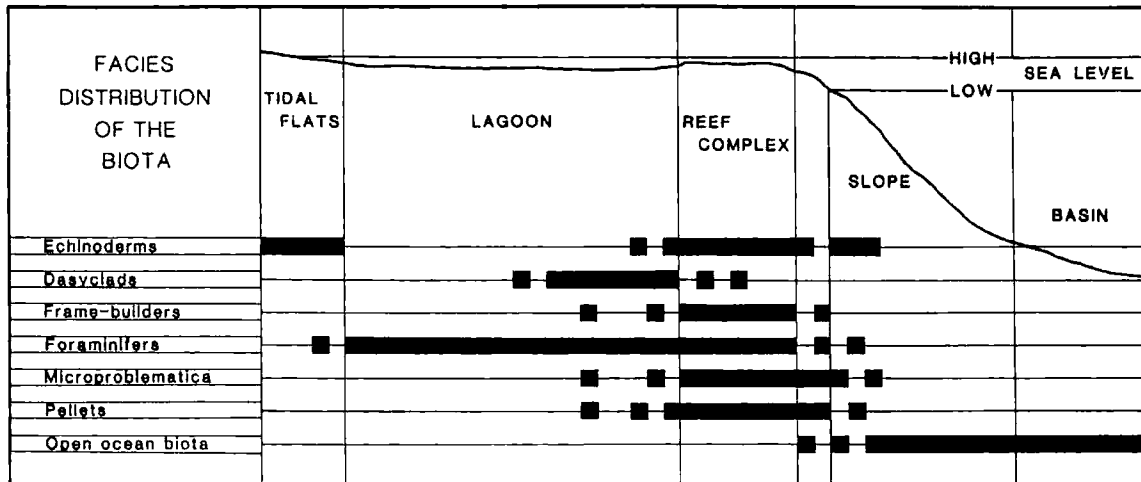 FACIES
DISTRIBUTION
OF THE
BIOTA
TIDAL
FLATS
LAGOON
REEF
COMPLEX
HIGH
SEA LEVEL
LOW
SLOPE
BASIN
Echinoderms
Dasyclads
Frame-builders
Foraminifers
Microproblematica
Pellets
Open ocean biota